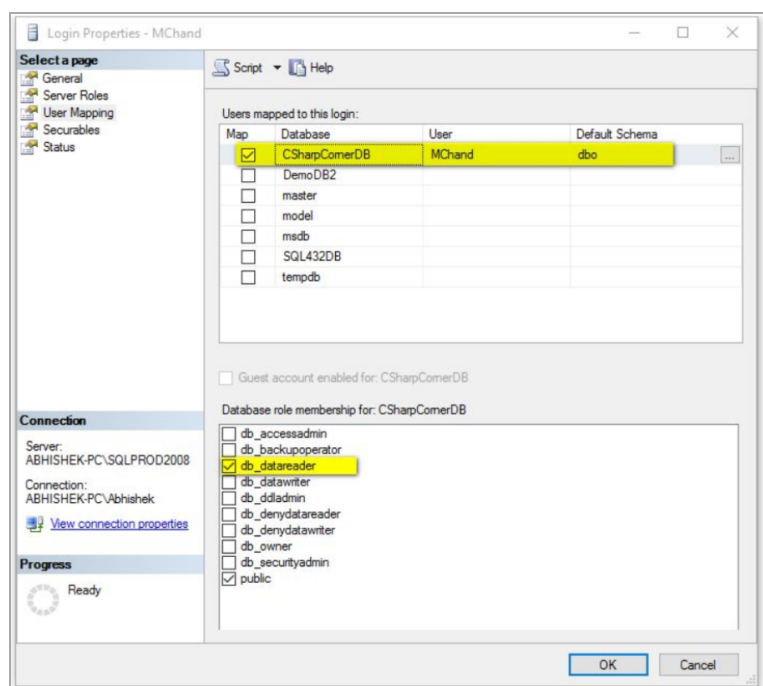 Login Properties - MChand
Select a page
General
Server Roles
User Mapping
Securables
Status
Script Help
Users mapped to this login:
Map Database User Default Schema
CSharpCornerDB MChand dbo ...
DemoDB2
master
model
msdb
SQL432DB
tempdb
Guest account enabled for: CSharpCornerDB
Database role membership for: CSharpCornerDB
db_accessadmin
db_backupoperator
db_datareader
db_datawriter
db_ddladmin
db_denydatareader
db_denydatawriter
db_owner
db_securityadmin
public
Connection
Server:
ABHISHEK-PC\SQLPROD2008
Connection:
ABHISHEK-PC\Abhishek
View connection properties
Progress
Ready
OK Cancel